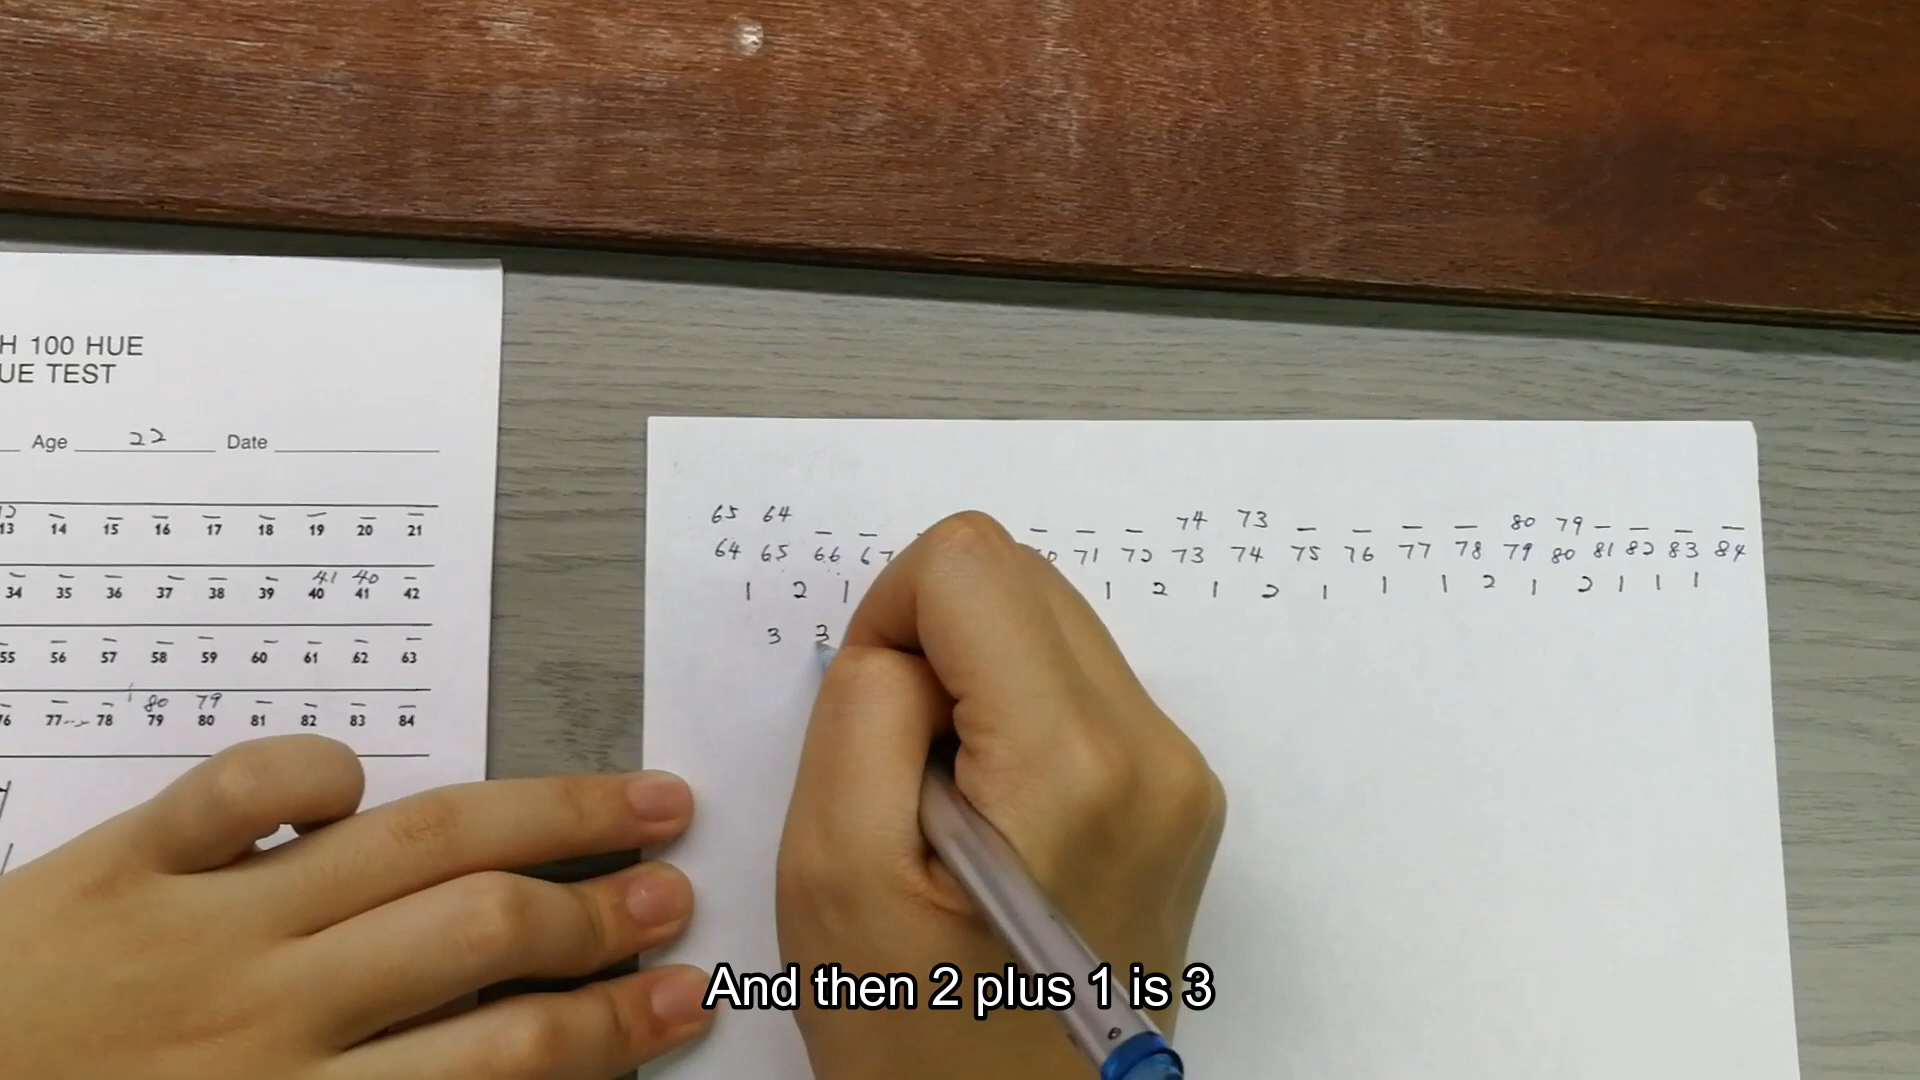 H 100 HUE
UE TEST
Age 22 Date
13 14 15 16 17 18 19 20 21
41 40
34 35 36 37 38 39 40 41 42
55 56 57 58 59 60 61 62 63
80 79
76 77 78 79 80 81 82 83 84
65 64 — — — — — 74 73 — — — — 80 79 — — — —
64 65 66 67 71 72 73 74 75 76 77 78 79 80 81 82 83 84
1 2 1 1 2 1 2 1 1 1 2 1 2 1 1 1
3 3
And then 2 plus 1 is 3